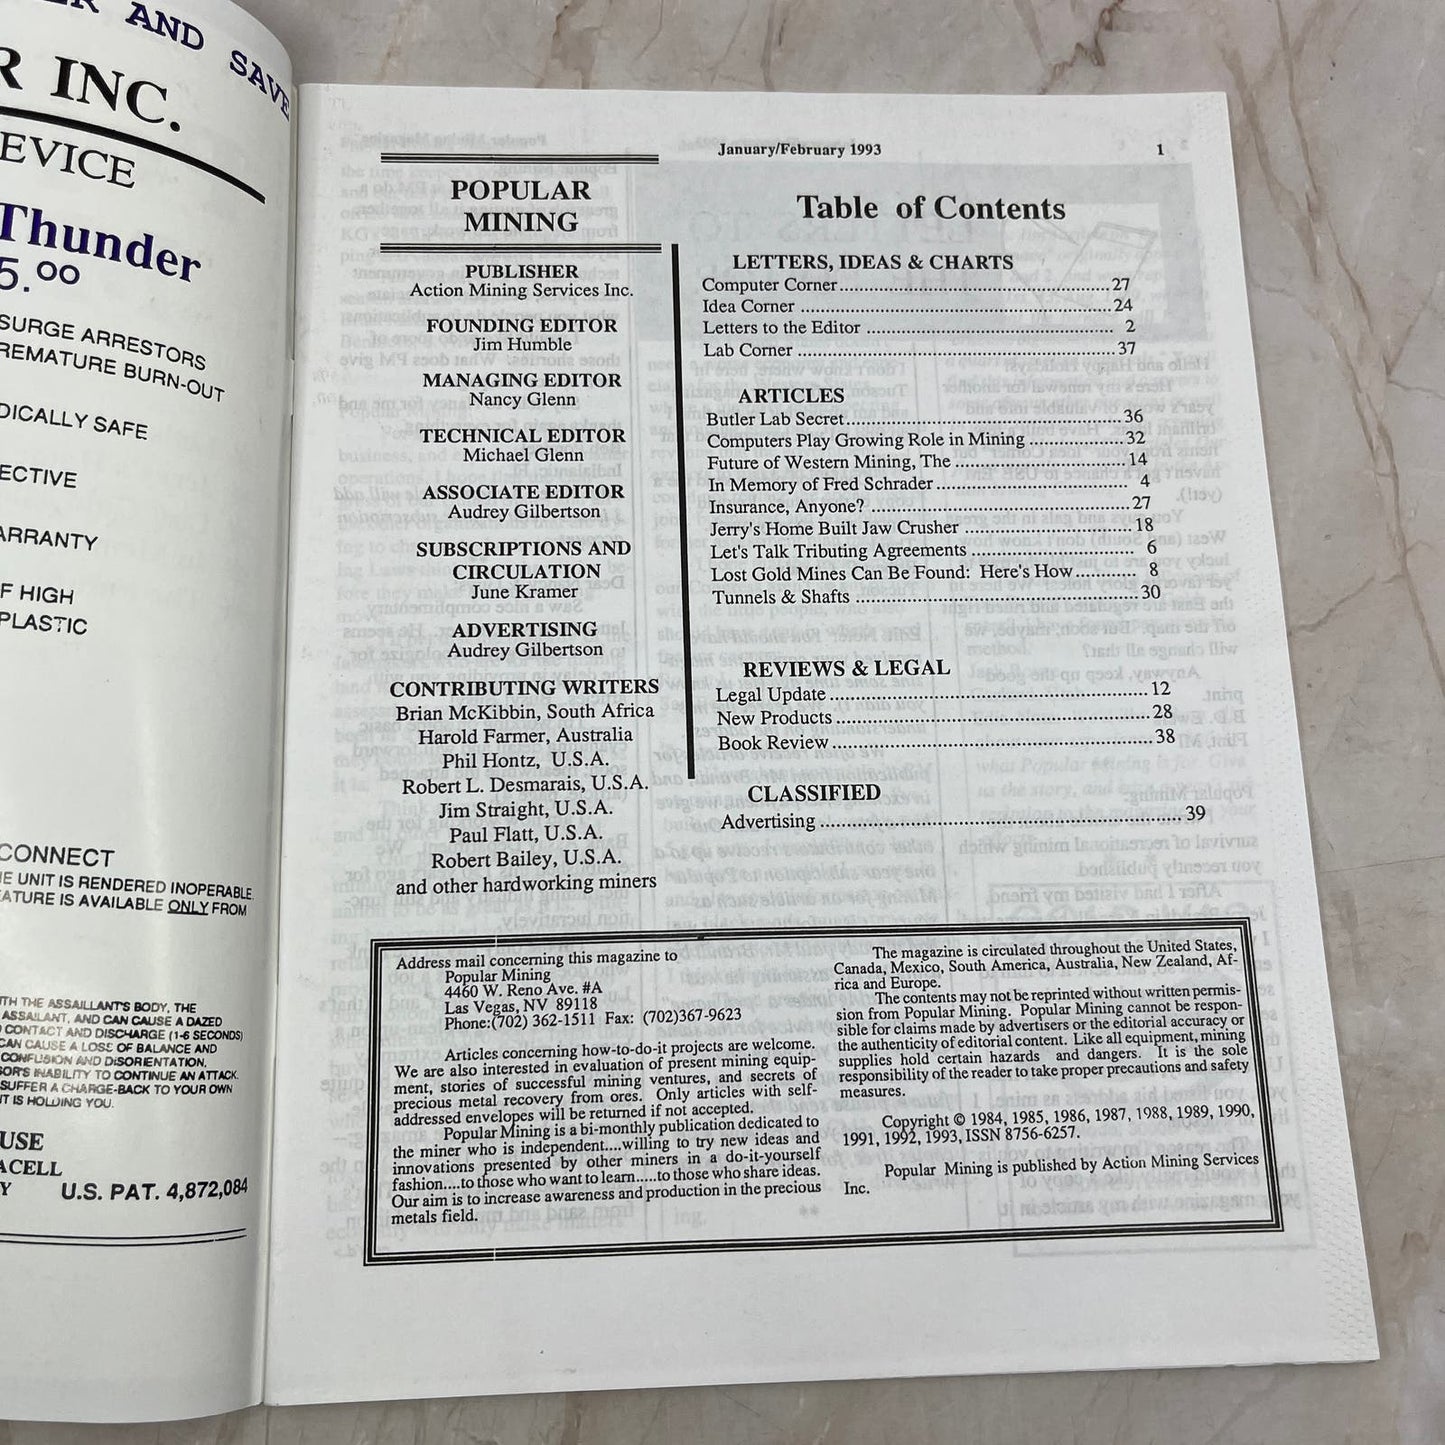 ER AND SAVE
R INC.
EVICE
Thunder
5.00
SURGE ARRESTORS
REMATURE BURN-OUT
DICALLY SAFE
ECTIVE
ARRANTY
F HIGH
PLASTIC
CONNECT
HE UNIT IS RENDERED INOPERABLE.
EATURE IS AVAILABLE ONLY FROM
ITH THE ASSAILLANT'S BODY, THE
ASSAILANT, AND CAN CAUSE A DAZED
CONTACT AND DISCHARGE (1-6 SECONDS)
CAN CAUSE A LOSS OF BALANCE AND
CONFUSION AND DISORIENTATION,
SOR'S INABILITY TO CONTINUE AN ATTACK.
SUFFER A CHARGE-BACK TO YOUR OWN
IT IS HOLDING YOU.
USE
ACELL
Y U.S. PAT. 4,872,084
January/February 1993 1
POPULAR
MINING
PUBLISHER
Action Mining Services Inc.
FOUNDING EDITOR
Jim Humble
MANAGING EDITOR
Nancy Glenn
TECHNICAL EDITOR
Michael Glenn
ASSOCIATE EDITOR
Audrey Gilbertson
SUBSCRIPTIONS AND
CIRCULATION
June Kramer
ADVERTISING
Audrey Gilbertson
CONTRIBUTING WRITERS
Brian McKibbin, South Africa
Harold Farmer, Australia
Phil Hontz, U.S.A.
Robert L. Desmarais, U.S.A.
Jim Straight, U.S.A.
Paul Flatt, U.S.A.
Robert Bailey, U.S.A.
and other hardworking miners
Table of Contents
LETTERS, IDEAS & CHARTS
Computer Corner 27
Idea Corner 24
Letters to the Editor 2
Lab Corner 37
ARTICLES
Butler Lab Secret 36
Computers Play Growing Role in Mining 32
Future of Western Mining, The 14
In Memory of Fred Schrader 4
Insurance, Anyone? 27
Jerry's Home Built Jaw Crusher 18
Let's Talk Tributing Agreements 6
Lost Gold Mines Can Be Found: Here's How 8
Tunnels & Shafts 30
REVIEWS & LEGAL
Legal Update 12
New Products 28
Book Review 38
CLASSIFIED
Advertising 39
Address mail concerning this magazine to
Popular Mining
4460 W. Reno Ave. #A
Las Vegas, NV 89118
Phone:(702) 362-1511 Fax: (702)367-9623
Articles concerning how-to-do-it projects are welcome.
We are also interested in evaluation of present mining equip-
ment, stories of successful mining ventures, and secrets of
precious metal recovery from ores. Only articles with self-
addressed envelopes will be returned if not accepted.
Popular Mining is a bi-monthly publication dedicated to
the miner who is independent....willing to try new ideas and
innovations presented by other miners in a do-it-yourself
fashion....to those who want to learn.....to those who share ideas.
Our aim is to increase awareness and production in the precious
metals field.
The magazine is circulated throughout the United States,
Canada, Mexico, South America, Australia, New Zealand, Af-
rica and Europe.
The contents may not be reprinted without written permis-
sion from Popular Mining. Popular Mining cannot be respon-
sible for claims made by advertisers or the editorial accuracy or
the authenticity of editorial content. Like all equipment, mining
supplies hold certain hazards and dangers. It is the sole
responsibility of the reader to take proper precautions and safety
measures.
Copyright © 1984, 1985, 1986, 1987, 1988, 1989, 1990,
1991, 1992, 1993, ISSN 8756-6257.
Popular Mining is published by Action Mining Services
Inc.